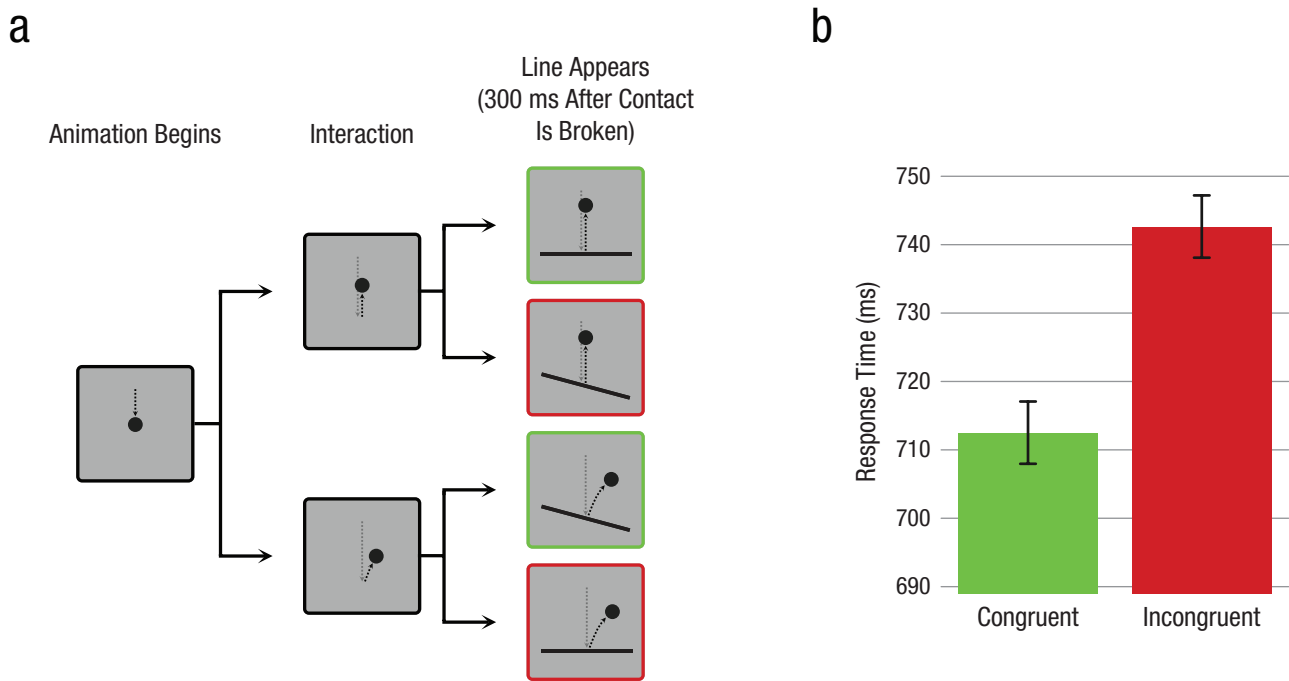 a
Animation Begins
Interaction
Line Appears
(300 ms After Contact
Is Broken)
b
Response Time (ms)
750
740
730
720
710
700
690
Congruent
Incongruent